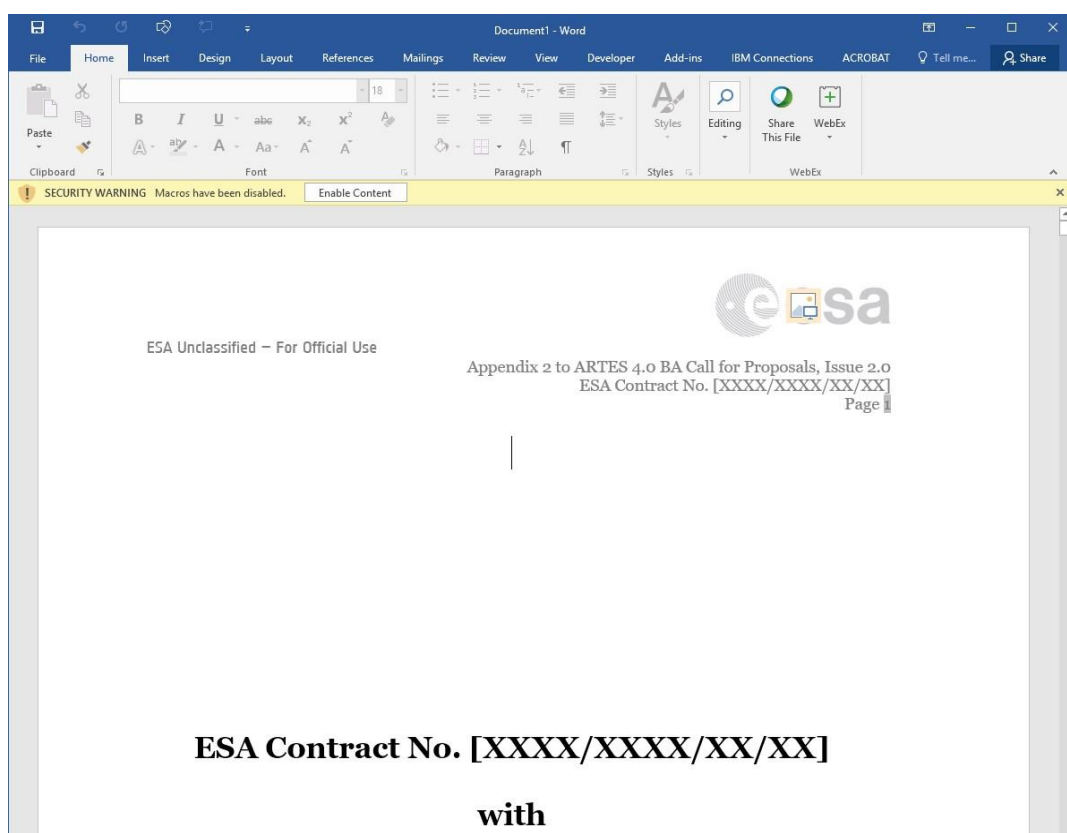 Document1 - Word
File Home Insert Design Layout References Mailings Review View Developer Add-ins IBM Connections ACROBAT Tell me... Share
18
Paste
B I U abc X₂ X²
A aby A Aa A A
Styles
Editing
Share This File
WebEx
Clipboard Font Paragraph Styles WebEx
SECURITY WARNING Macros have been disabled. Enable Content
esa
ESA Unclassified – For Official Use
Appendix 2 to ARTES 4.0 BA Call for Proposals, Issue 2.0
ESA Contract No. [XXXX/XXXX/XX/XX]
Page 1
ESA Contract No. [XXXX/XXXX/XX/XX]
with